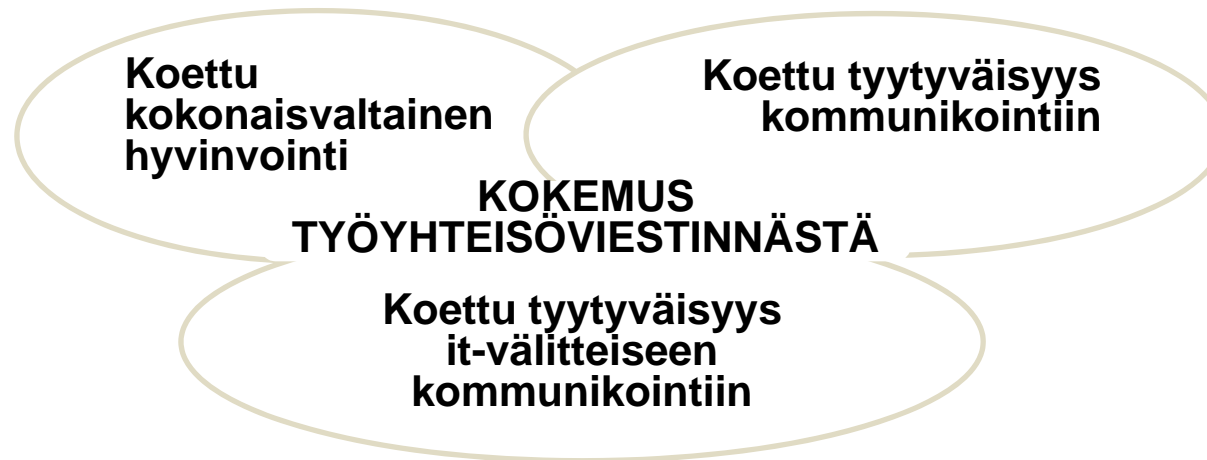 Koettu
kokonaisvaltainen
hyvinvointi
Koettu tyytyväisyys
kommunikointiin
KOKEMUS
TYÖYHTEISÖVIESTINNÄSTÄ
Koettu tyytyväisyys
it-välitteiseen
kommunikointiin